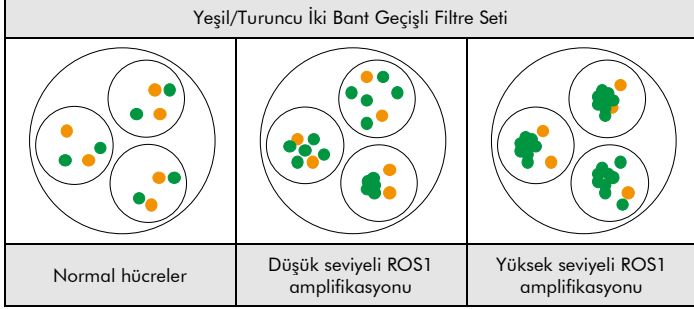 Yeşil/Turuncu İki Bant Geçişli Filtre Seti
Normal hücreler
Düşük seviyeli ROS1
amplifikasyonu
Yüksek seviyeli ROS1
amplifikasyonu